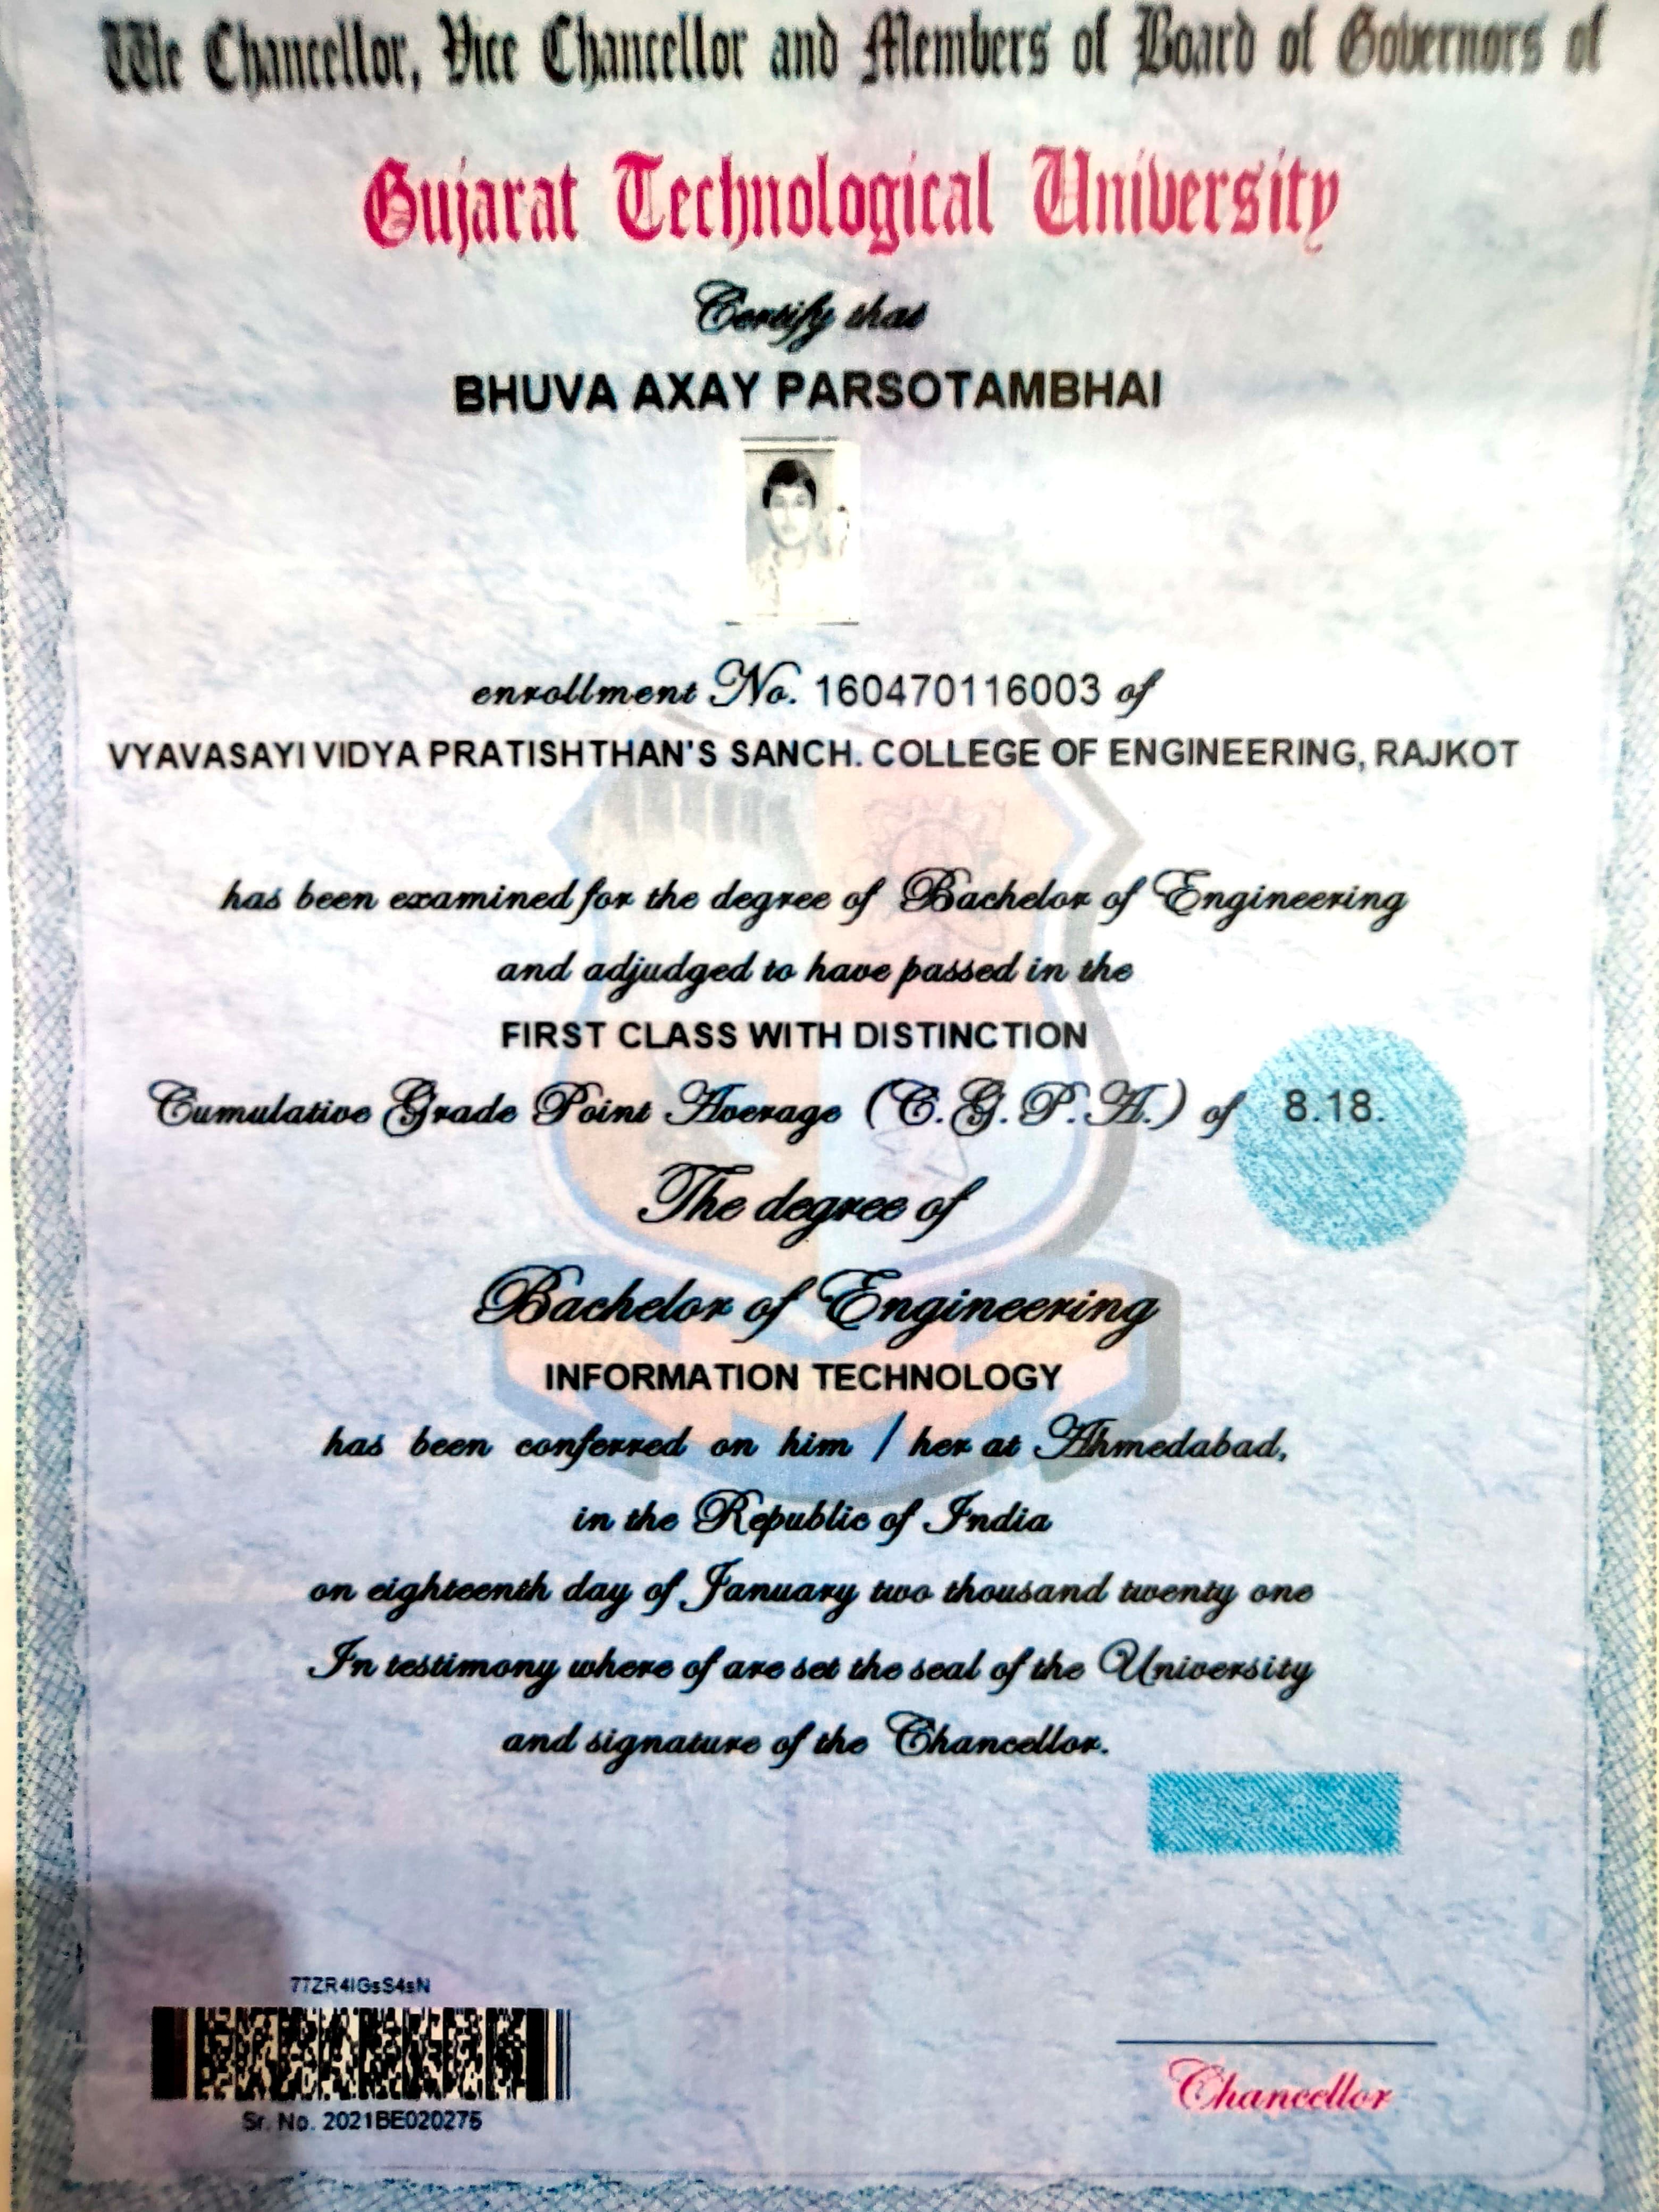 We Chancellor, Vice Chancellor and Members of Board of Governors of
Gujarat Technological University
Certify that
BHUVA AXAY PARSOTAMBHAI
enrollment No. 160470116003 of
VYAVASAYI VIDYA PRATISHTHAN'S SANCH. COLLEGE OF ENGINEERING, RAJKOT
has been examined for the degree of Bachelor of Engineering
and adjudged to have passed in the
FIRST CLASS WITH DISTINCTION
Cumulative Grade Point Average (C.G.P.A.) of 8.18.
The degree of
Bachelor of Engineering
INFORMATION TECHNOLOGY
has been conferred on him / her at Ahmedabad,
in the Republic of India
on eighteenth day of January two thousand twenty one
In testimony where of are set the seal of the University
and signature of the Chancellor.
77ZR4IGsS4sN
Sr. No. 2021BE020275
Chancellor